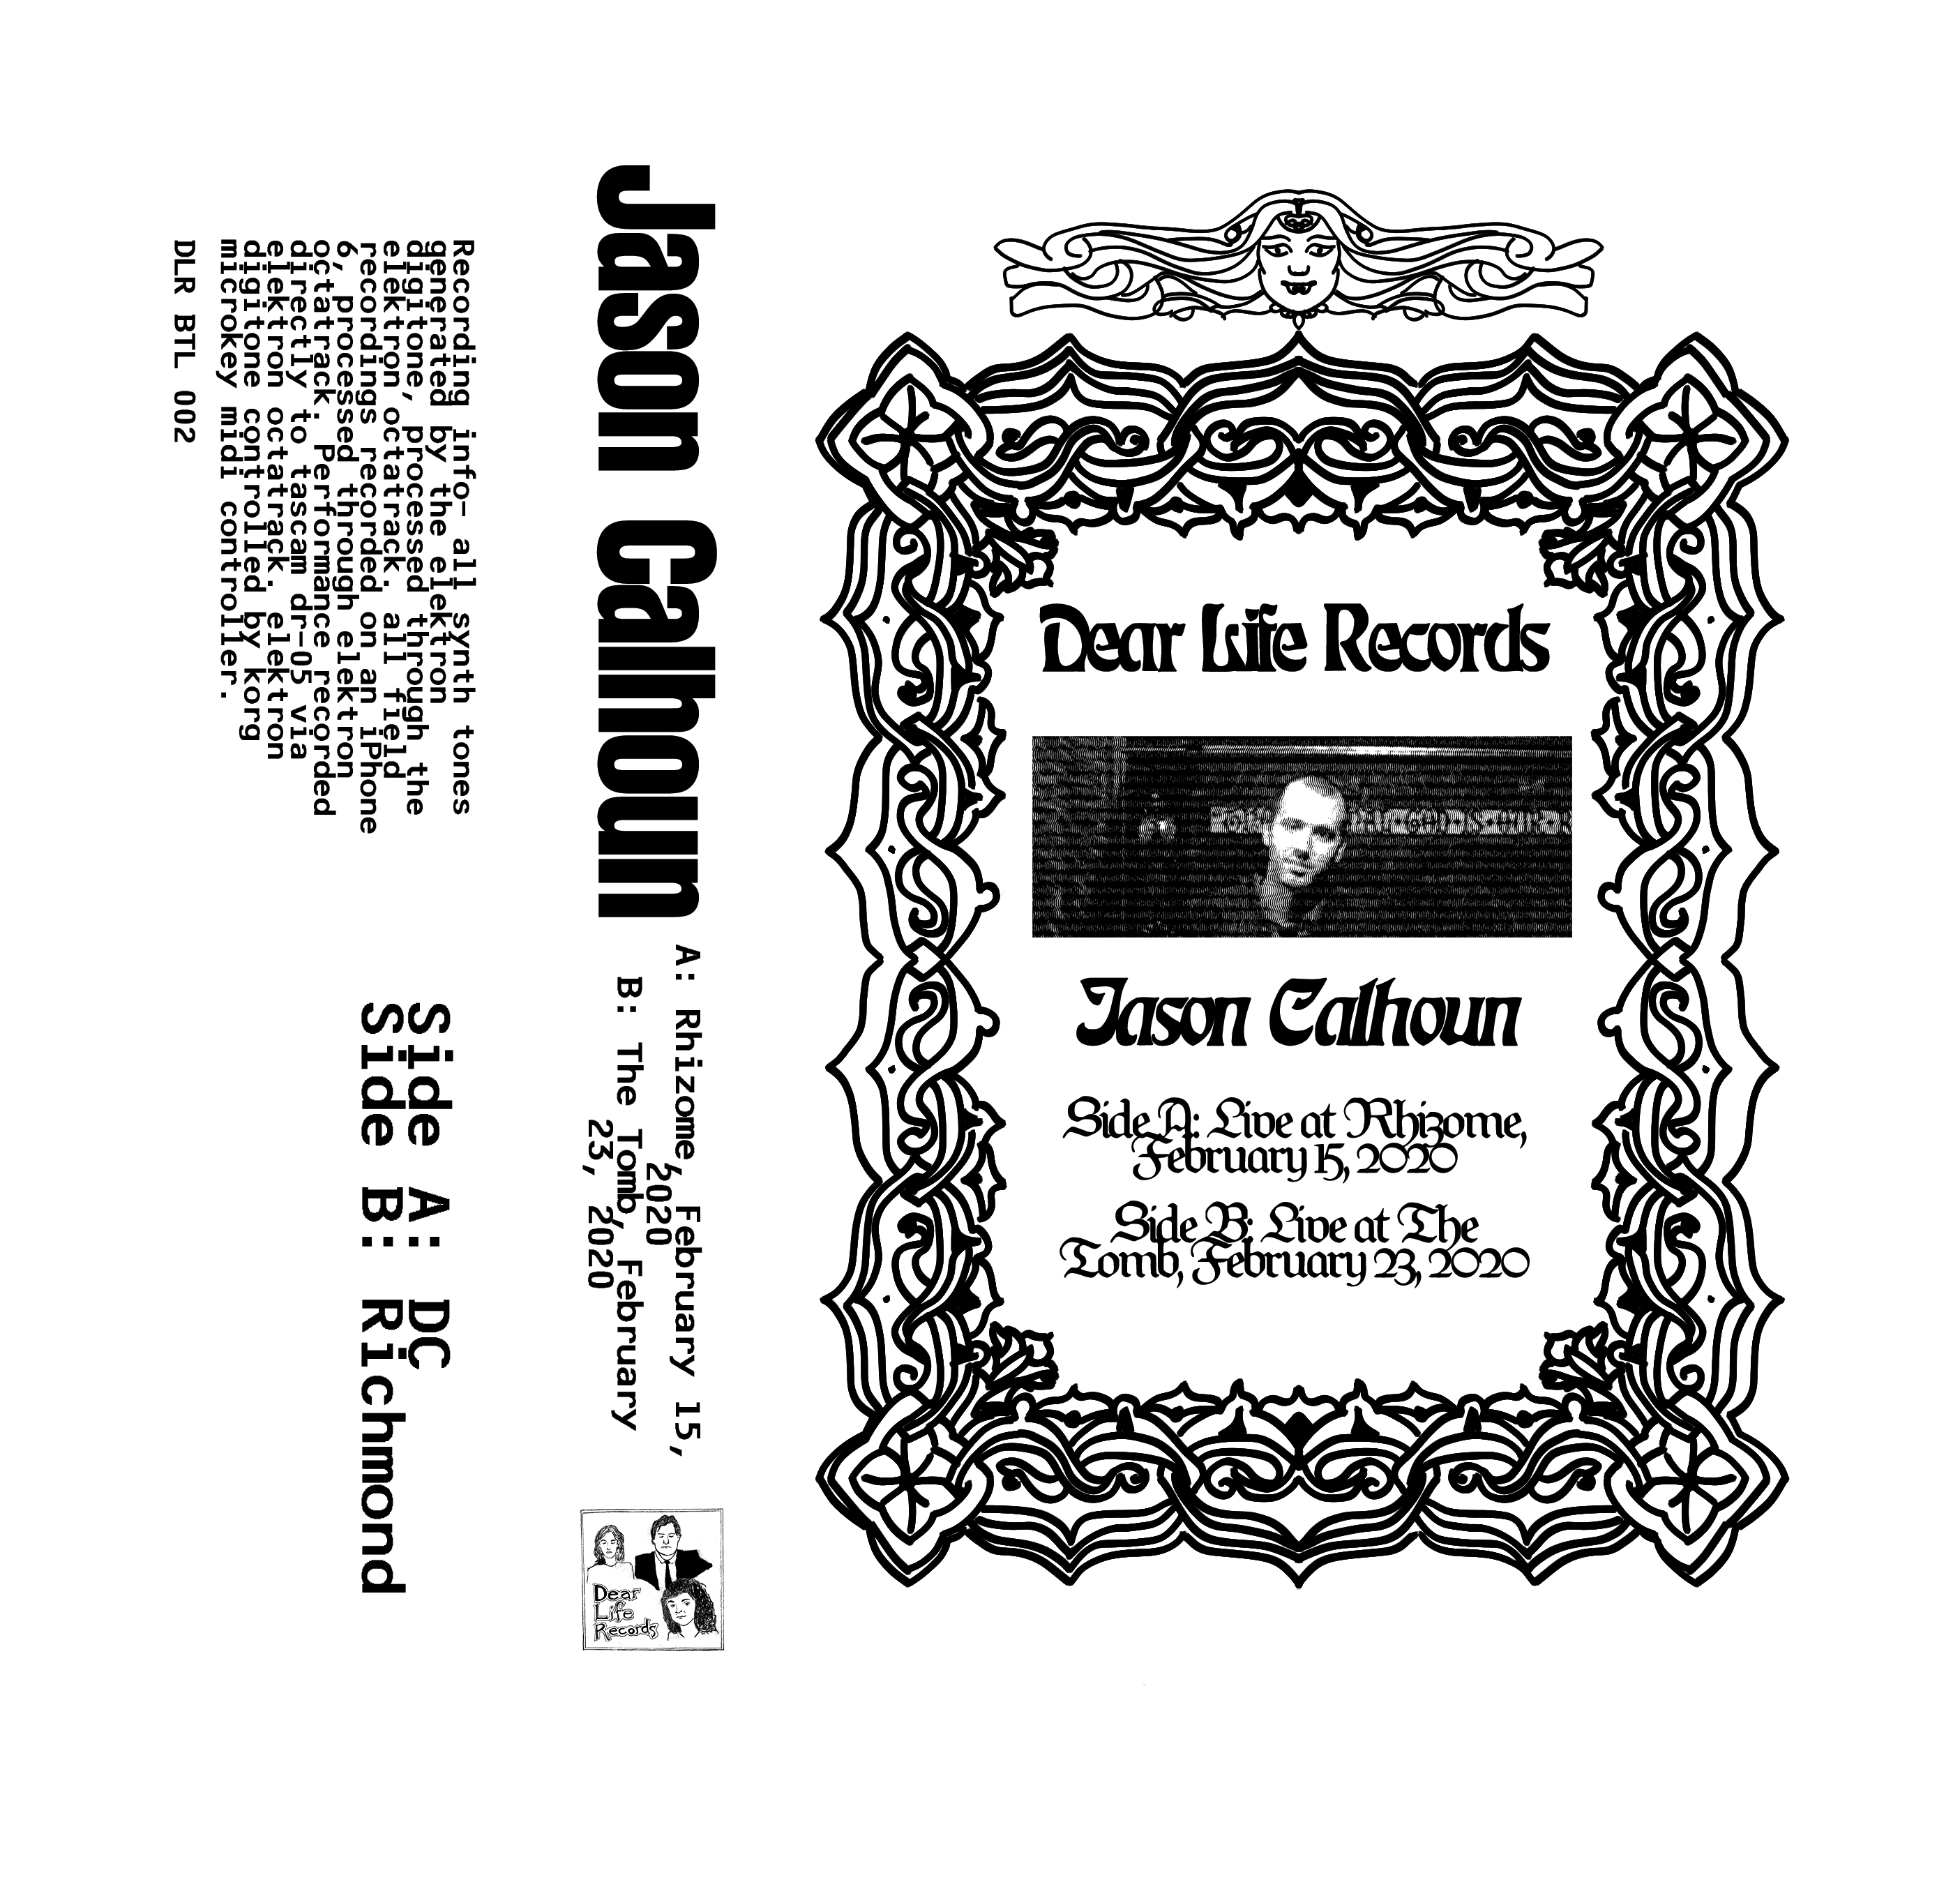 Dear Life Records
Jason Calhoun
Side A: Live at Rhizome,
February 15, 2020
Side B: Live at The
Tomb, February 23, 2020
Jason Calhoun
A: Rhizome, February 15,
2020
B: The Tomb, February
23, 2020
Dear
Life
Records
Recording info- all synth tones
generated by the elektron
digitone, processed through the
elektron octatrack. all field
recordings recorded on an iPhone
6, processed through elektron
octatrack. Performance recorded
directly to tascam dr-05 via
elektron octatrack. elektron
digitone controlled by korg
microkey midi controller.
DLR BTL 002
Side A: DC
Side B: Richmond